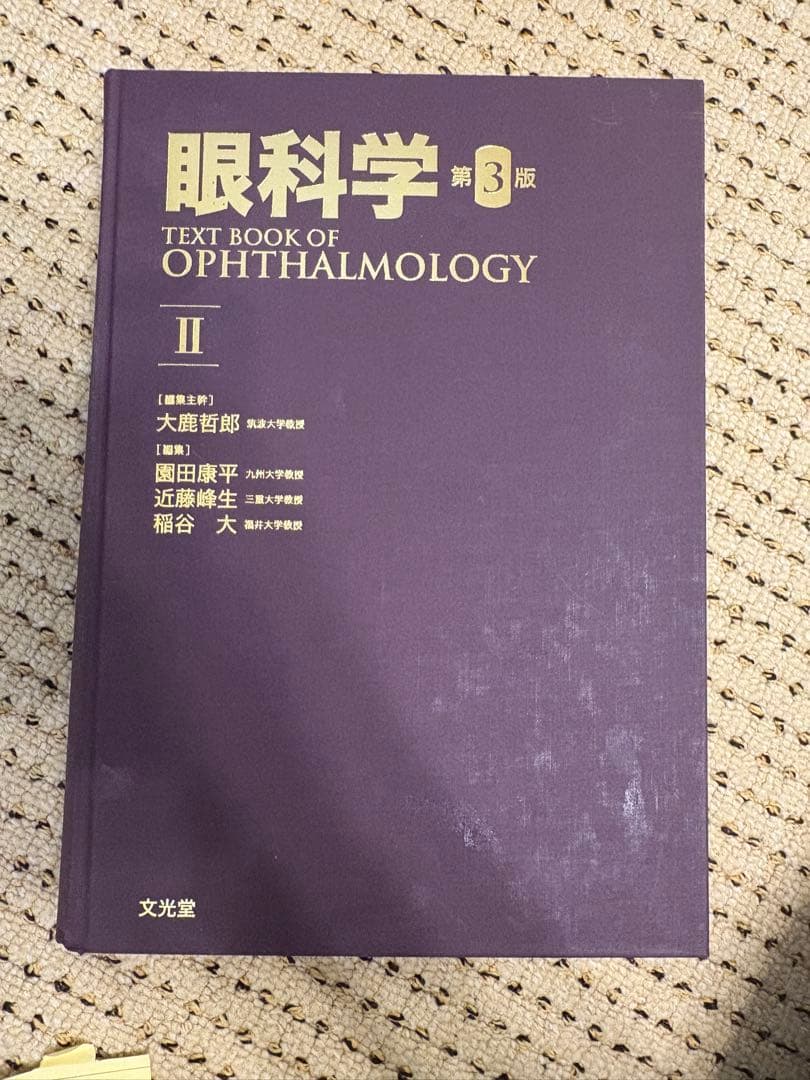 眼科学 第3版
TEXT BOOK OF
OPHTHALMOLOGY
II
［編集主幹］
大鹿哲郎 筑波大学教授
［編集］
園田康平 九州大学教授
近藤峰生 三重大学教授
稲谷 大 福井大学教授
文光堂